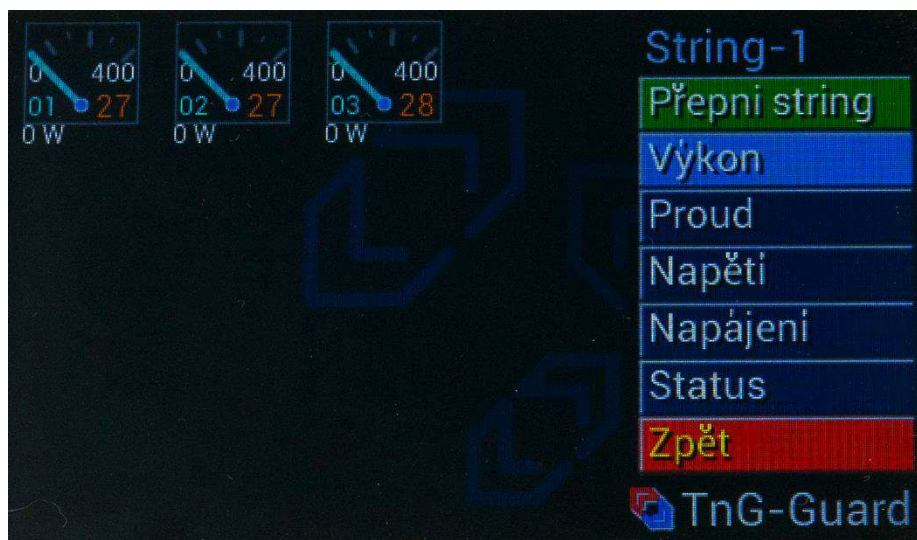 0 400
01 27
0 W
0 400
02 27
0 W
0 400
03 28
0 W
String-1
Přepni string
Výkon
Proud
Napětí
Napájení
Status
Zpět
TnG-Guard